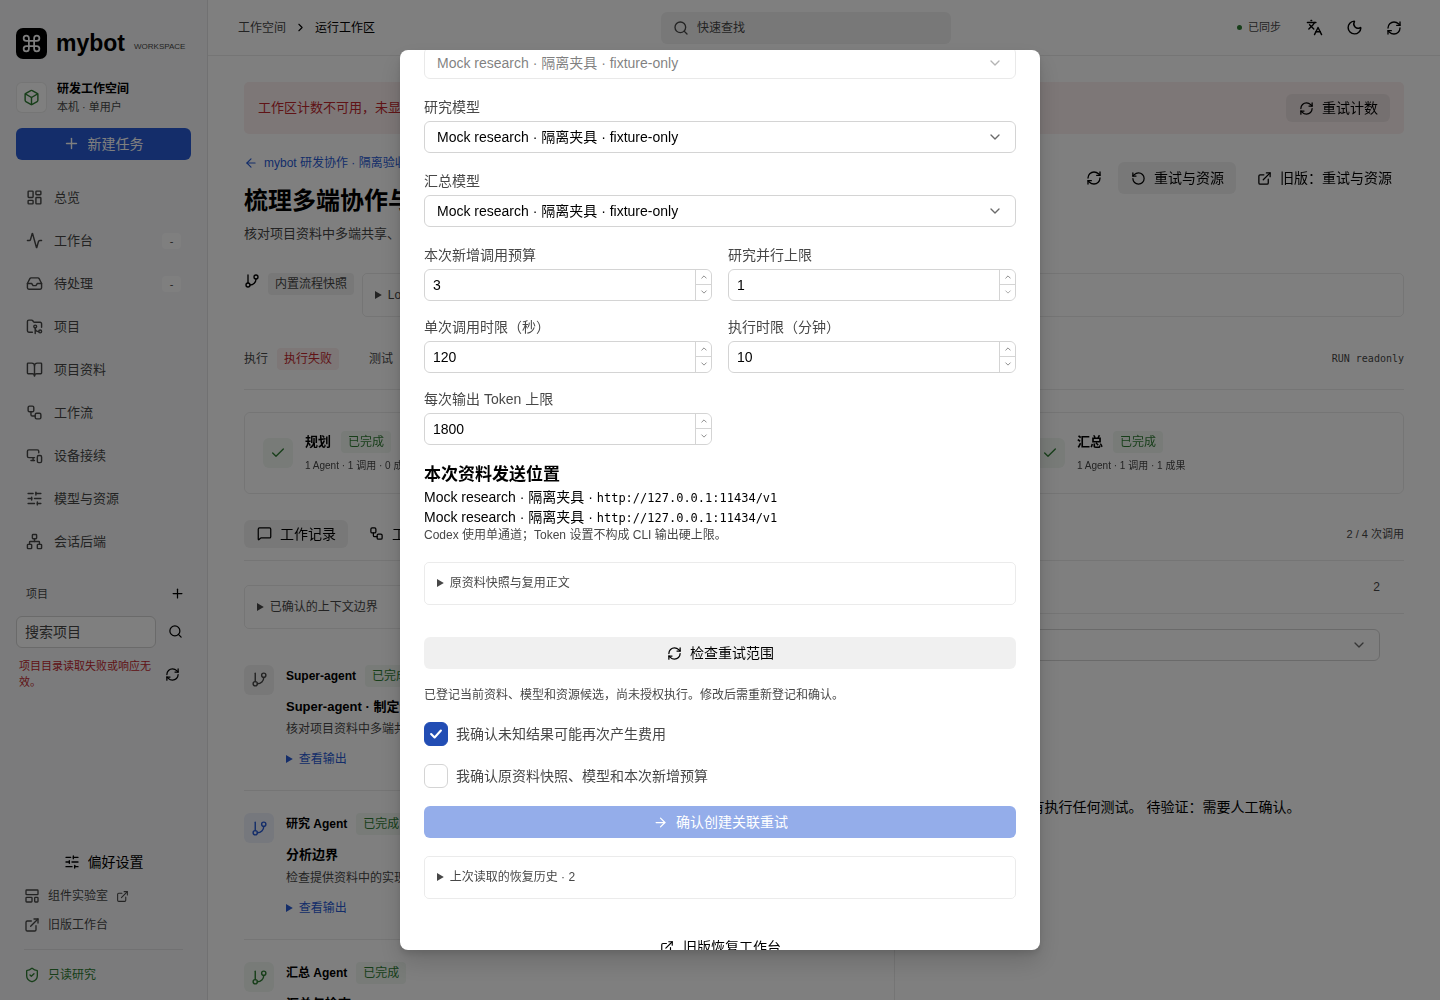 mybot WORKSPACE
研发工作空间
本机 · 单用户
新建任务
总览
工作台 -
待处理 -
项目
项目资料
工作流
设备接续
模型与资源
会话后端
项目
搜索项目
项目目录读取失败或响应无
效。
偏好设置
组件实验室
旧版工作台
只读研究
工作空间 > 运行工作区
快速查找
已同步
工作区计数不可用，未显
重试计数
mybot 研发协作 · 隔离验收
梳理多端协作与
核对项目资料中多端共享、
重试与资源
旧版：重试与资源
内置流程快照
Lo
执行 执行失败 测试
RUN readonly
规划 已完成
1 Agent · 1 调用 · 0 成
汇总 已完成
1 Agent · 1 调用 · 1 成果
工作记录
2 / 4 次调用
2
已确认的上下文边界
Super-agent 已完成
Super-agent · 制定
核对项目资料中多端共
查看输出
研究 Agent 已完成
分析边界
检查提供资料中的实现
查看输出
汇总 Agent 已完成
有执行任何测试。 待验证：需要人工确认。
Mock research · 隔离夹具 · fixture-only
研究模型
Mock research · 隔离夹具 · fixture-only
汇总模型
Mock research · 隔离夹具 · fixture-only
本次新增调用预算
3
研究并行上限
1
单次调用时限（秒）
120
执行时限（分钟）
10
每次输出 Token 上限
1800
本次资料发送位置
Mock research · 隔离夹具 · http://127.0.0.1:11434/v1
Mock research · 隔离夹具 · http://127.0.0.1:11434/v1
Codex 使用单通道；Token 设置不构成 CLI 输出硬上限。
原资料快照与复用正文
检查重试范围
已登记当前资料、模型和资源候选，尚未授权执行。修改后需重新登记和确认。
我确认未知结果可能再次产生费用
我确认原资料快照、模型和本次新增预算
确认创建关联重试
上次读取的恢复历史 · 2
旧版恢复工作台